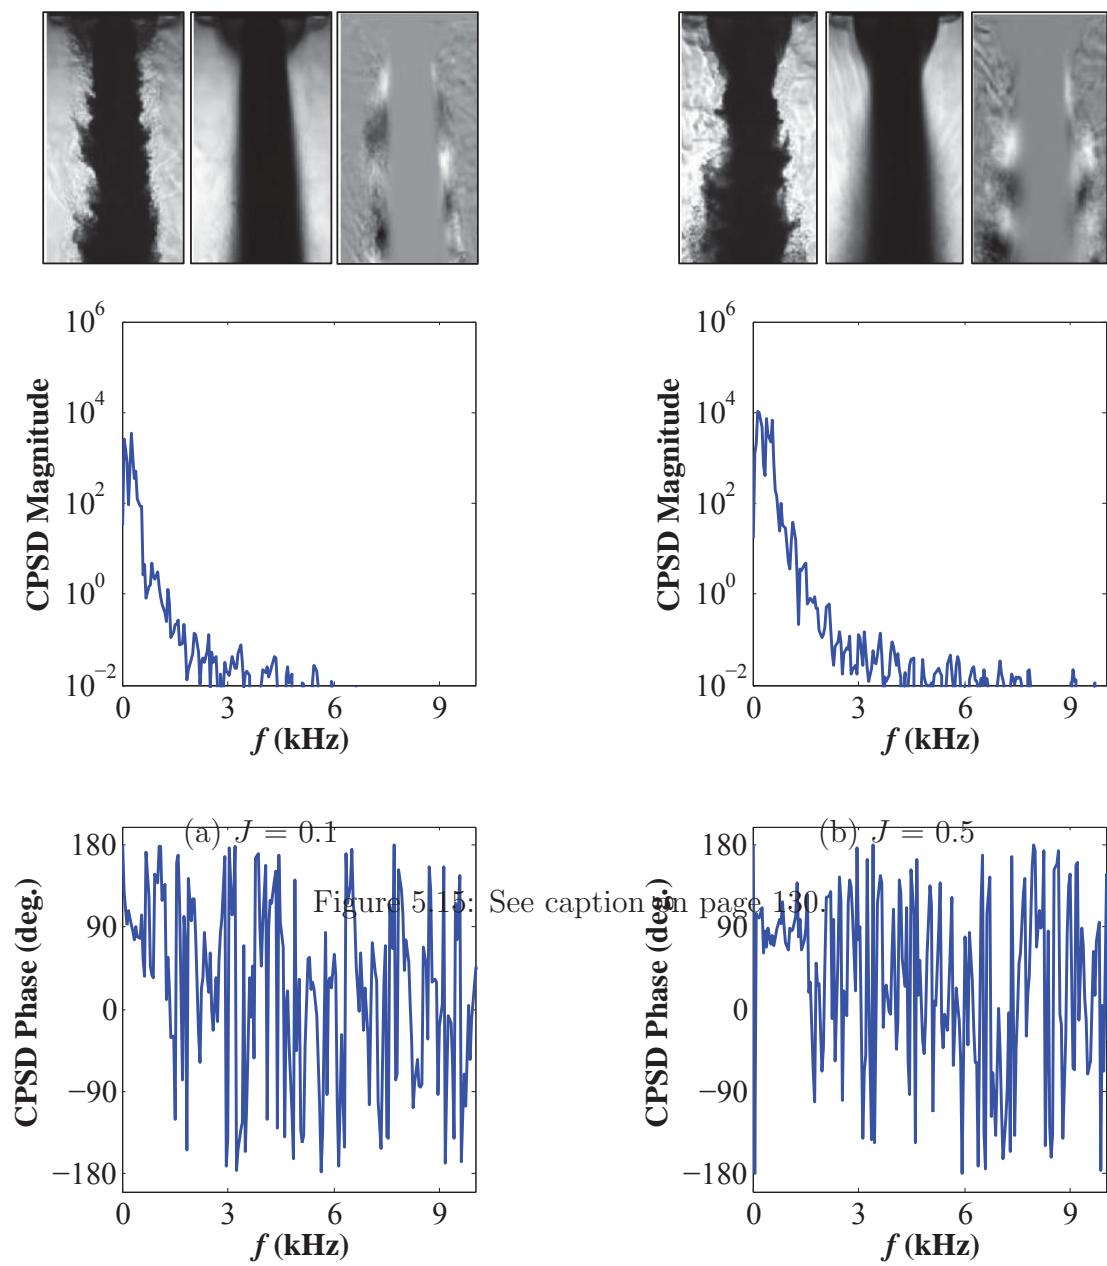 10^6
10^4
10^2
10^0
10^−2
CPSD Magnitude
0 3 6 9
f (kHz)
10^6
10^4
10^2
10^0
10^−2
CPSD Magnitude
0 3 6 9
f (kHz)
(a) J = 0.1
(b) J = 0.5
Figure 5.15: See caption on page 130.
180
90
0
−90
−180
CPSD Phase (deg.)
0 3 6 9
f (kHz)
180
90
0
−90
−180
CPSD Phase (deg.)
0 3 6 9
f (kHz)